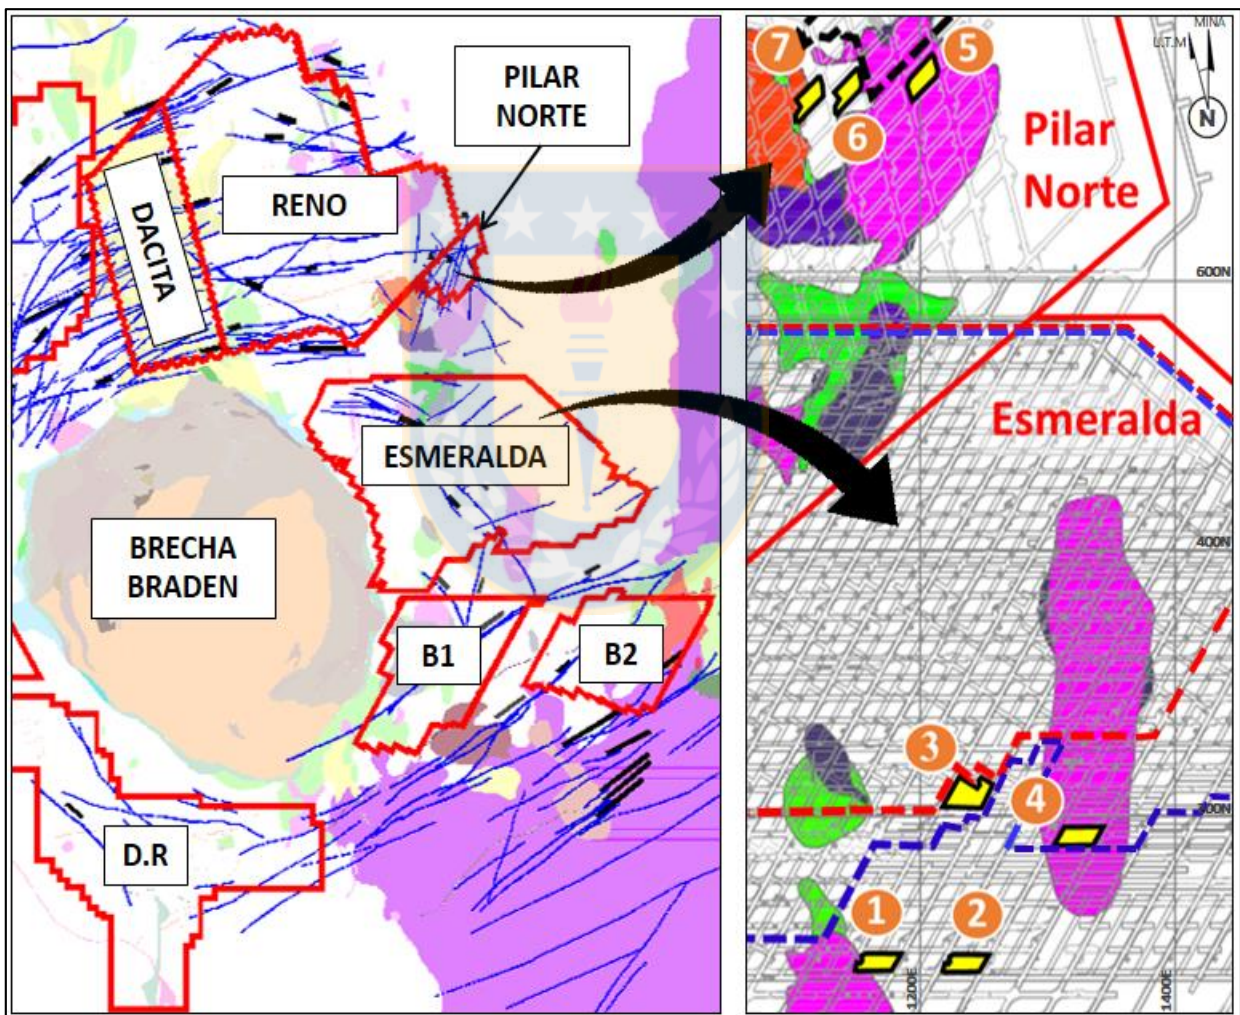 PILAR
NORTE
RENO
DACITA
ESMERALDA
BRECHA
BRADEN
B1
B2
D.R
MINA
L.T.M
N
7
5
6
Pilar
Norte
600N
Esmeralda
400N
3
4
300N
1
2
1200E
1400E